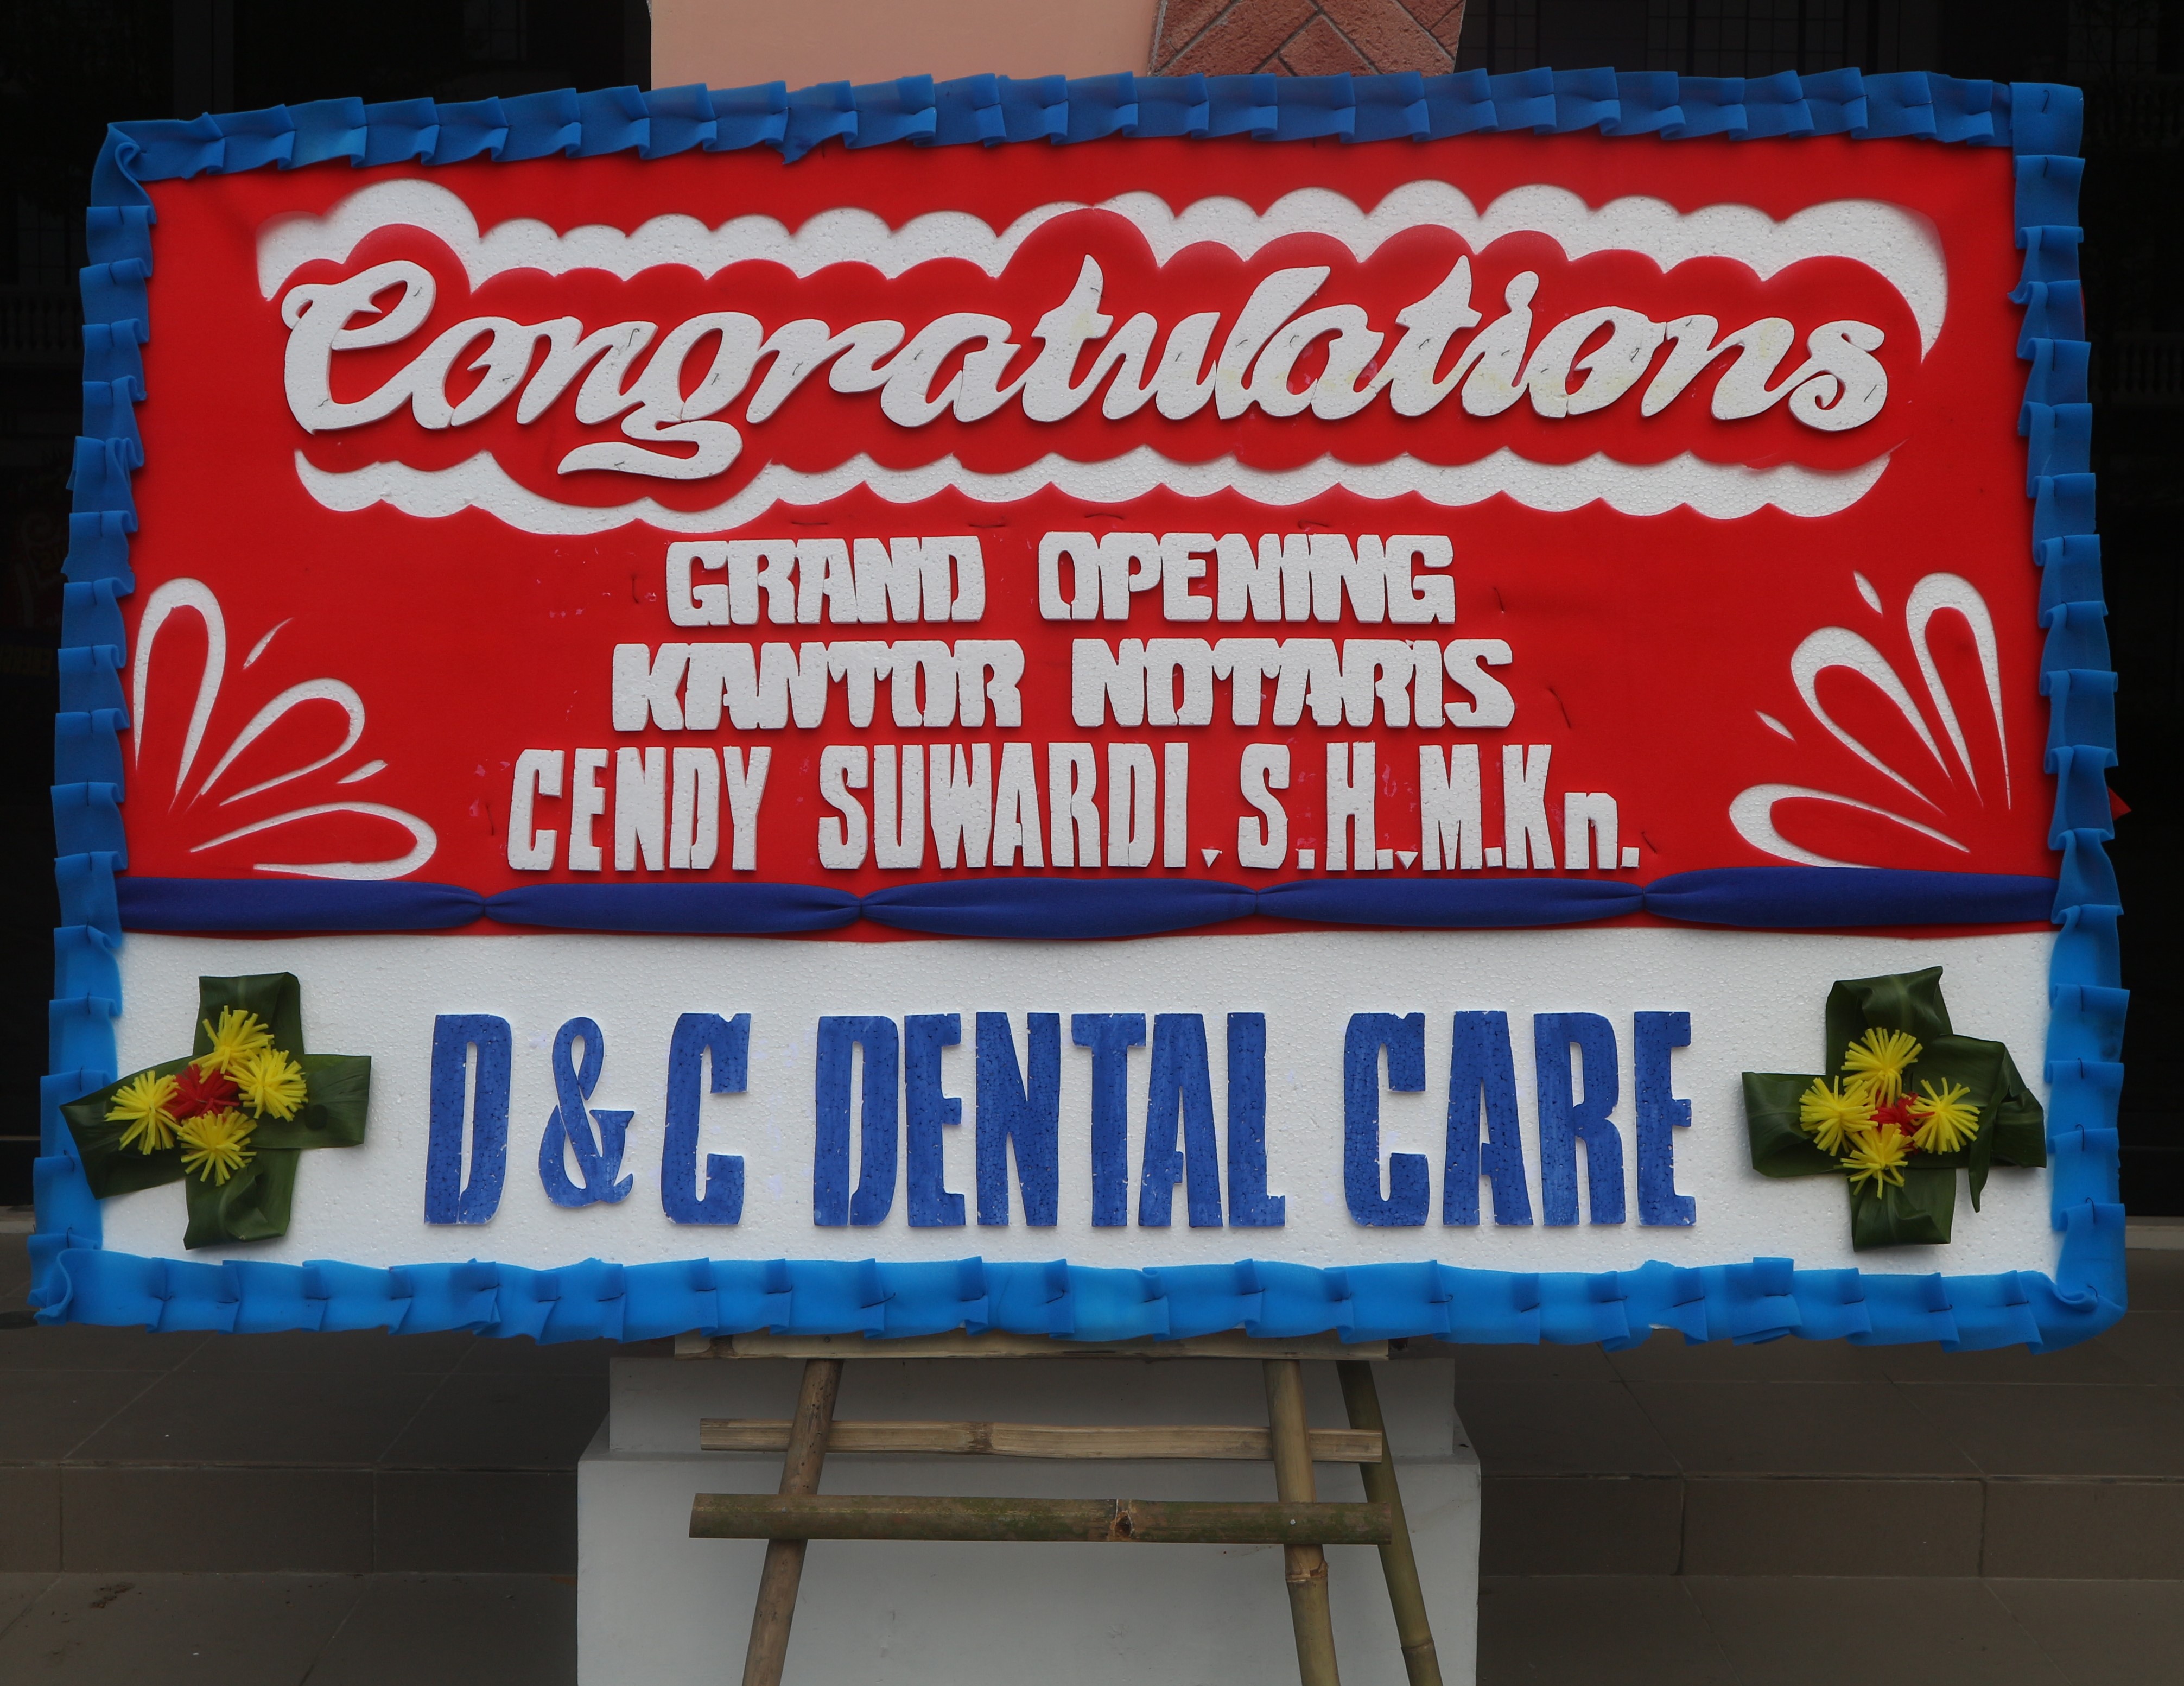 Congratulations
GRAND OPENING
KANTOR NOTARIS
CENDY SUWARDI. S.H.,M.Kn.
D & C DENTAL CARE